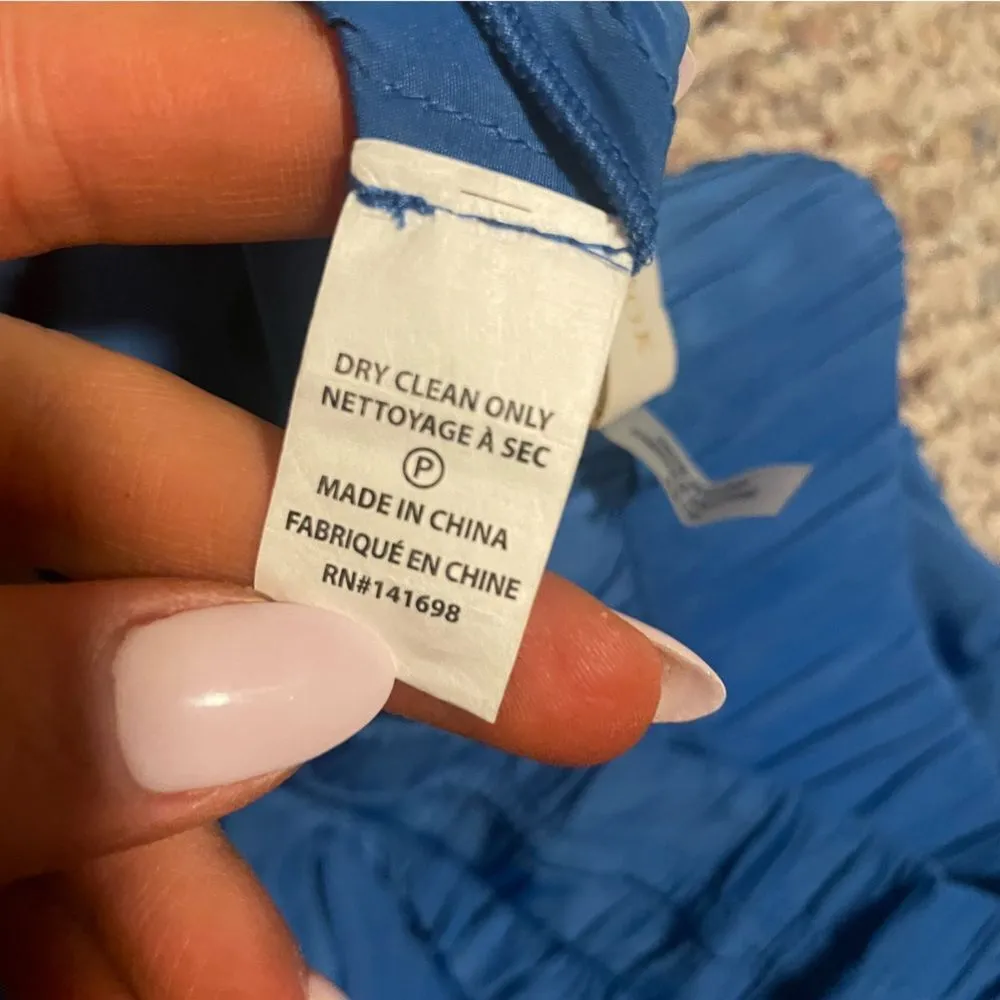 DRY CLEAN ONLY
NETTOYAGE À SEC
P
MADE IN CHINA
FABRIQUÉ EN CHINE
RN#141698